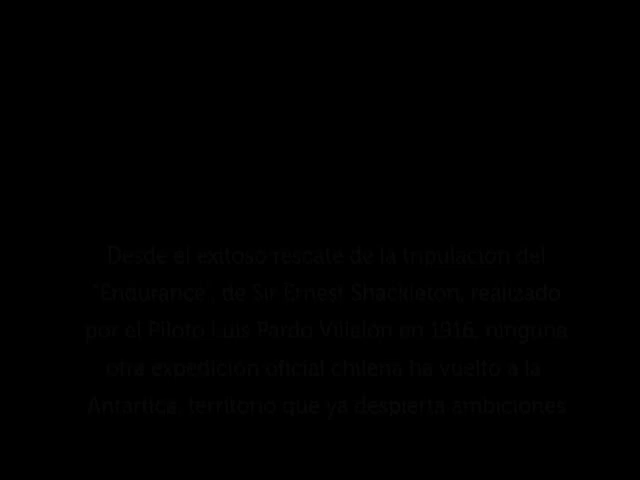 Desde el exitoso rescate de la tripulación del
"Endurance", de Sir Ernest Shackleton, realizado
por el Piloto Luis Pardo Villalón en 1916, ninguna
otra expedición oficial chilena ha vuelto a la
Antártica, territorio que ya despierta ambiciones